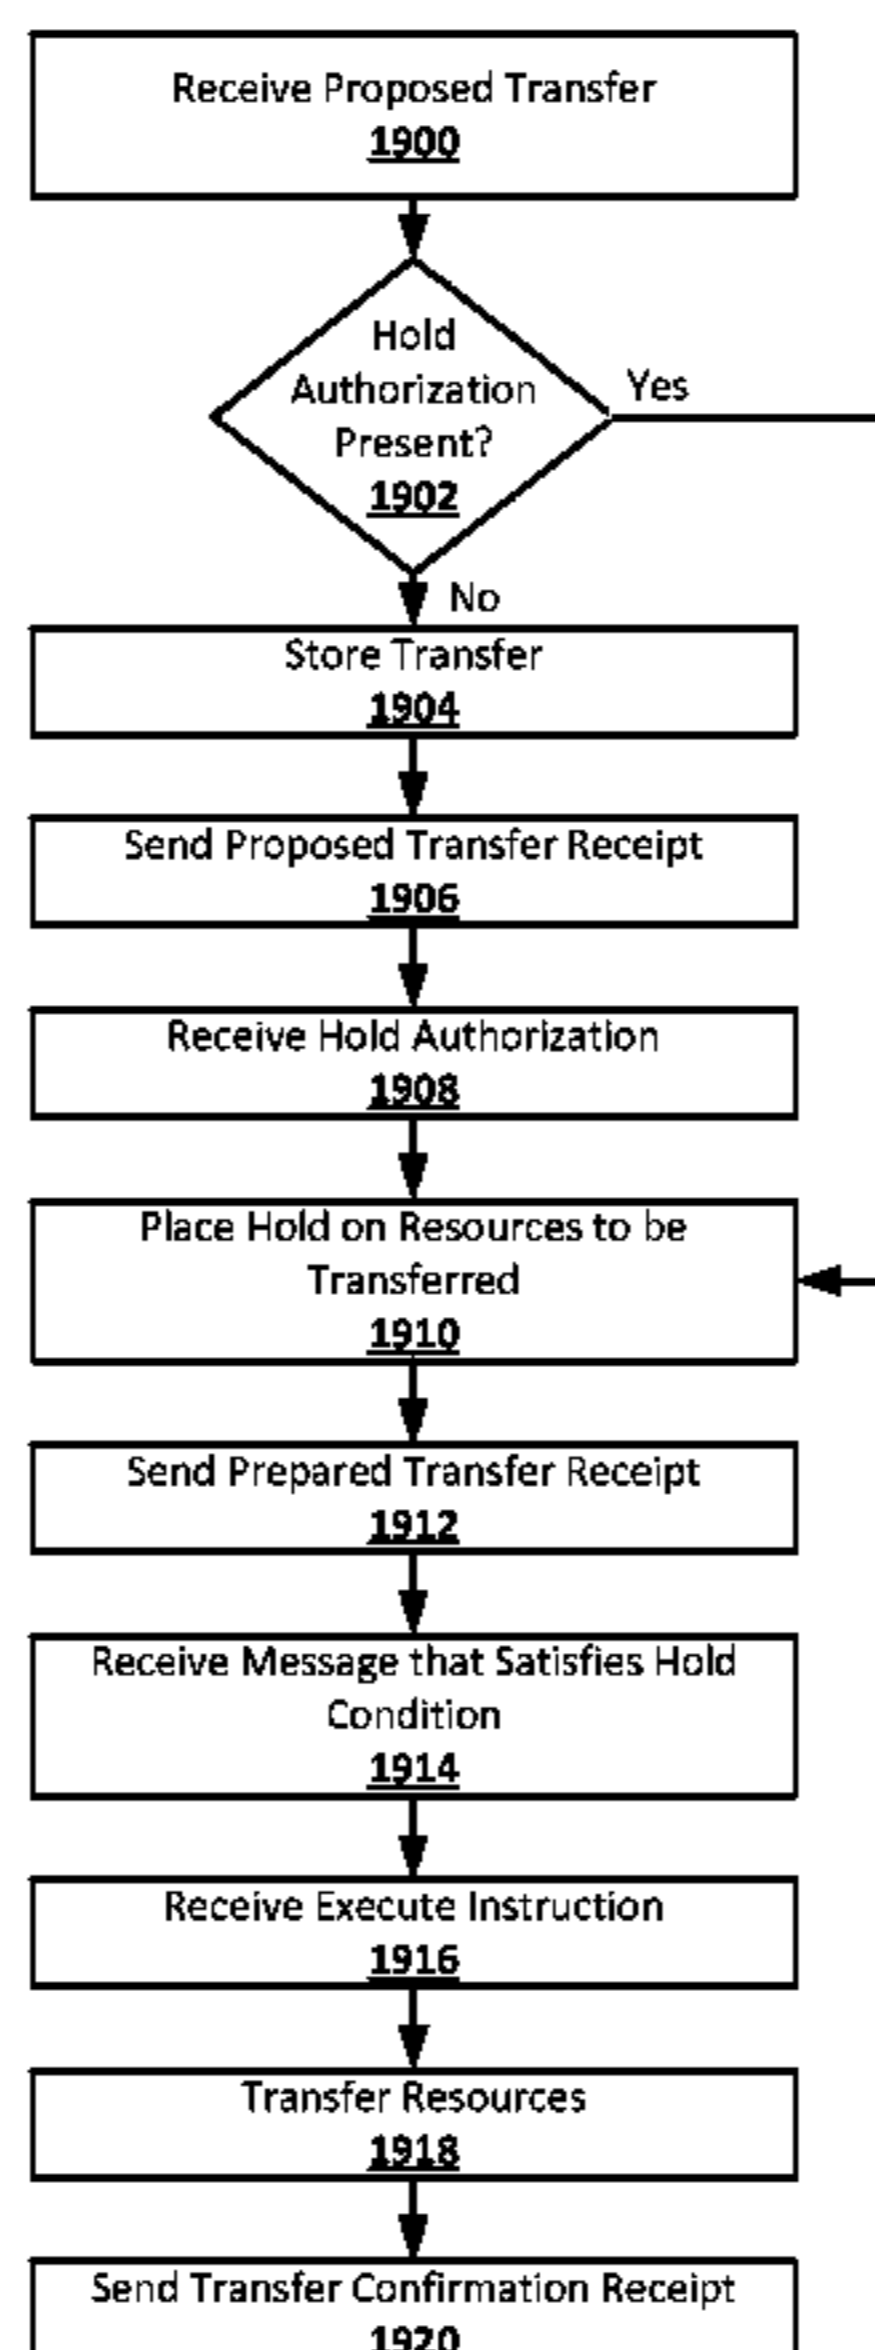 Receive Proposed Transfer
1900
Hold
Authorization
Present?
1902
Yes
No
Store Transfer
1904
Send Proposed Transfer Receipt
1906
Receive Hold Authorization
1908
Place Hold on Resources to be
Transferred
1910
Send Prepared Transfer Receipt
1912
Receive Message that Satisfies Hold
Condition
1914
Receive Execute Instruction
1916
Transfer Resources
1918
Send Transfer Confirmation Receipt
1920